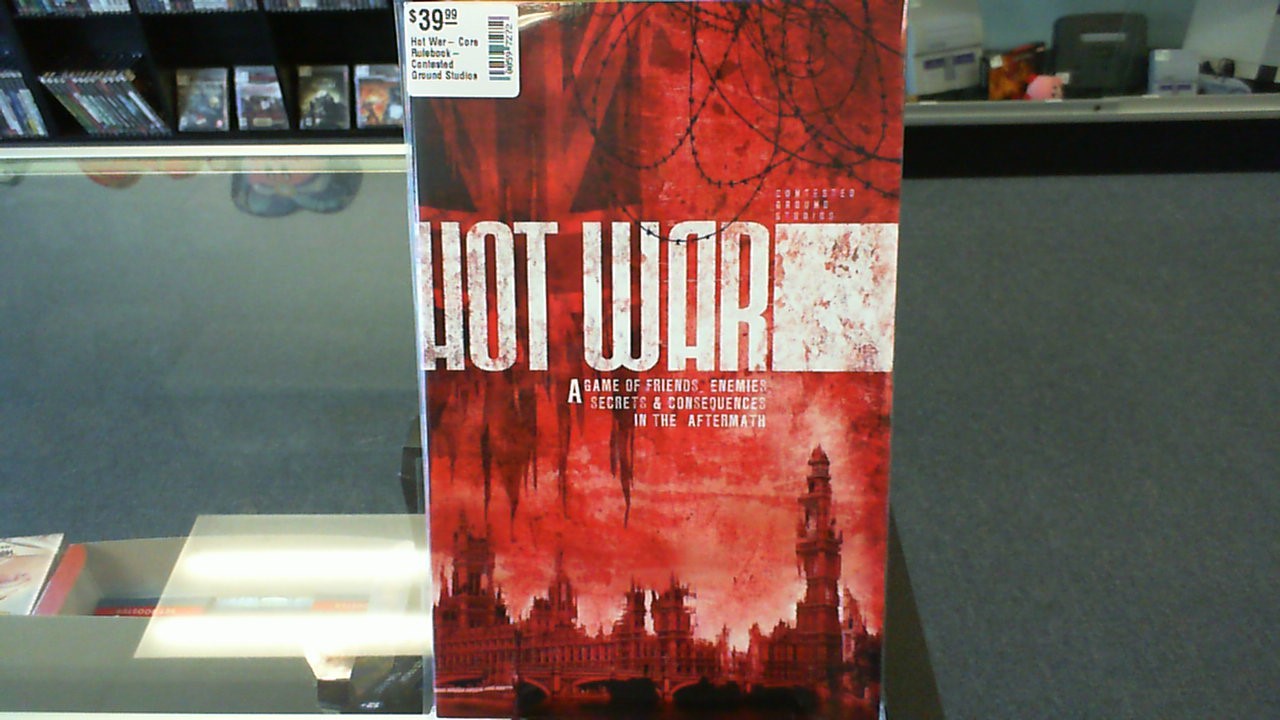 $39.99
Hot War - Core
Rulebook -
Contested
Ground Studios
CONTESTED
GROUND
STUDIOS
HOT WAR
A GAME OF FRIENDS, ENEMIES
SECRETS & CONSEQUENCES
IN THE AFTERMATH